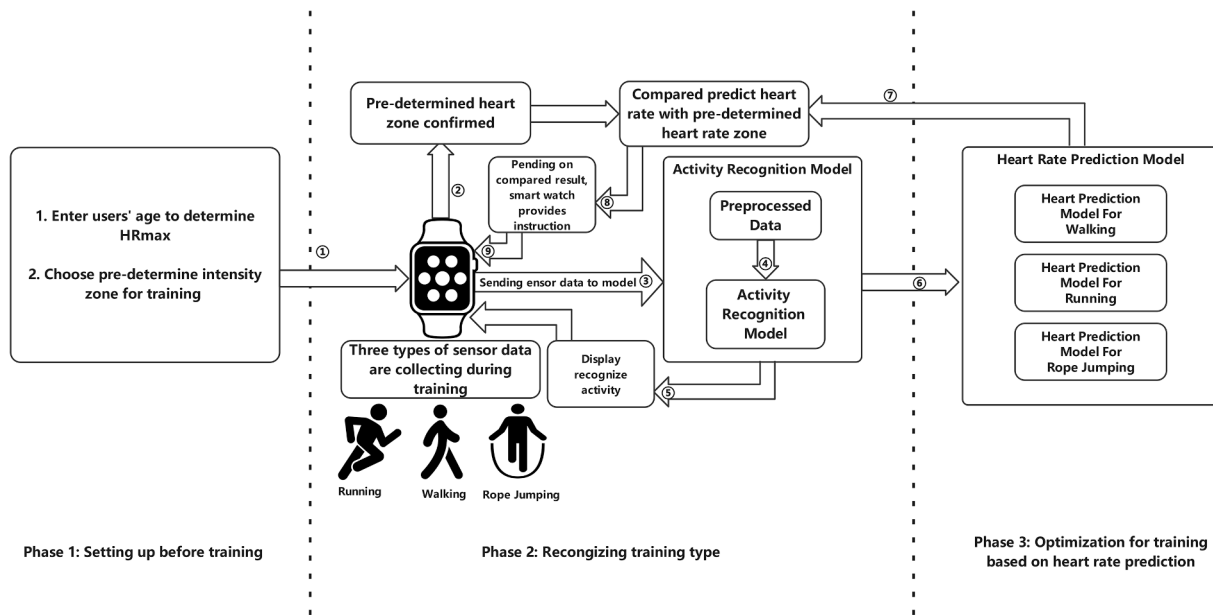 1. Enter users' age to determine
HRmax
2. Choose pre-determine intensity
zone for training
①
Pre-determined heart
zone confirmed
②
Compared predict heart
rate with pre-determined
heart rate zone
⑦
Pending on
compared result,
smart watch
provides
instruction
⑧
⑨
Sending ensor data to model
③
Activity Recognition Model
Preprocessed
Data
④
Activity
Recognition
Model
⑤
Display
recognize
activity
Three types of sensor data
are collecting during
training
Running
Walking
Rope Jumping
⑥
Heart Rate Prediction Model
Heart Prediction
Model For
Walking
Heart Prediction
Model For
Running
Heart Prediction
Model For
Rope Jumping
Phase 1: Setting up before training
Phase 2: Recongizing training type
Phase 3: Optimization for training
based on heart rate prediction